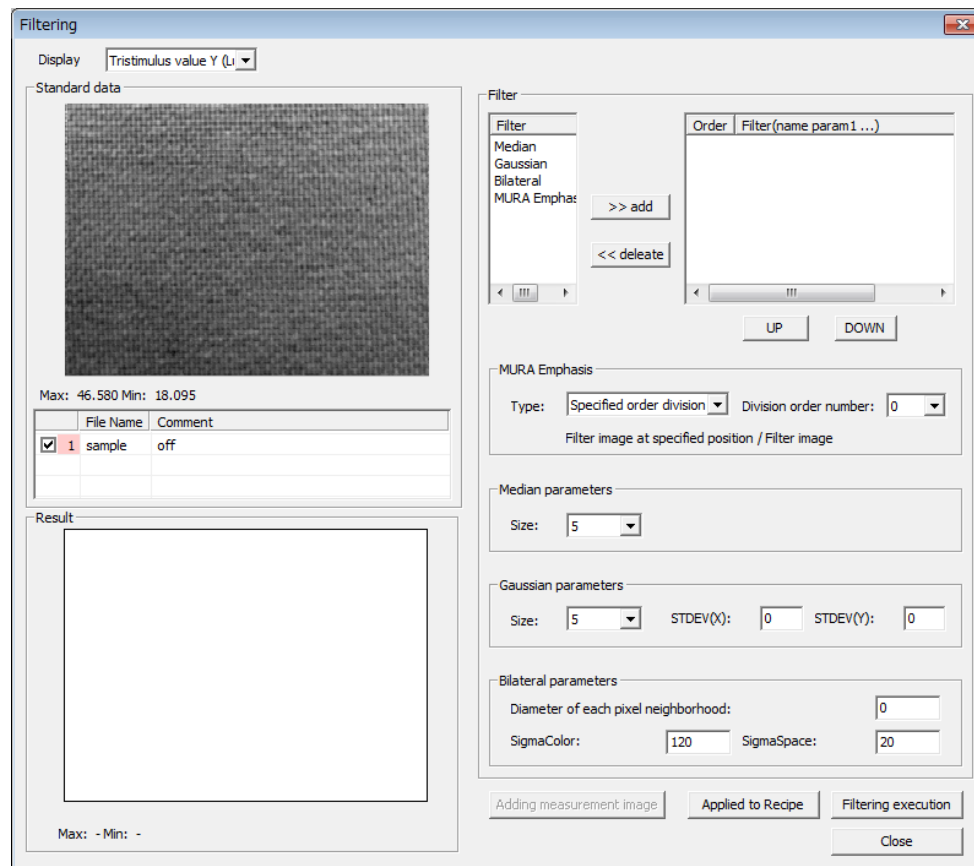 Filtering
Display Tristimulus value Y (Lu
Standard data
Max: 46.580 Min: 18.095
File Name Comment
1 sample off
Result
Max: - Min: -
Filter
Filter
Median
Gaussian
Bilateral
MURA Emphas
>> add
<< deleate
Order Filter(name param1 ...)
UP DOWN
MURA Emphasis
Type: Specified order division Division order number: 0
Filter image at specified position / Filter image
Median parameters
Size: 5
Gaussian parameters
Size: 5 STDEV(X): 0 STDEV(Y): 0
Bilateral parameters
Diameter of each pixel neighborhood: 0
SigmaColor: 120 SigmaSpace: 20
Adding measurement image Applied to Recipe Filtering execution
Close